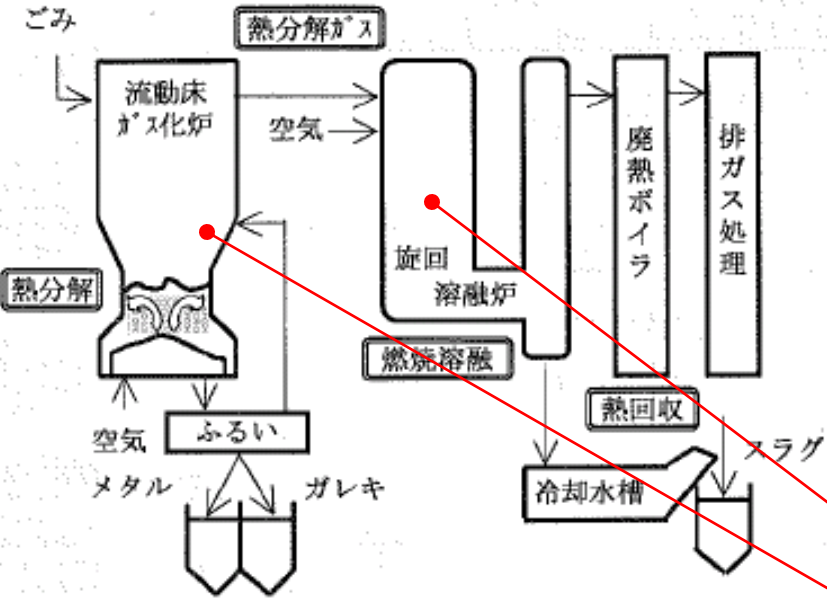 ごみ
熱分解ガス
流動床
ガス化炉
空気
廃熱ボイラ
排ガス処理
旋回
溶融炉
熱分解
燃焼溶融
熱回収
空気
ふるい
スラグ
メタル
ガレキ
冷却水槽